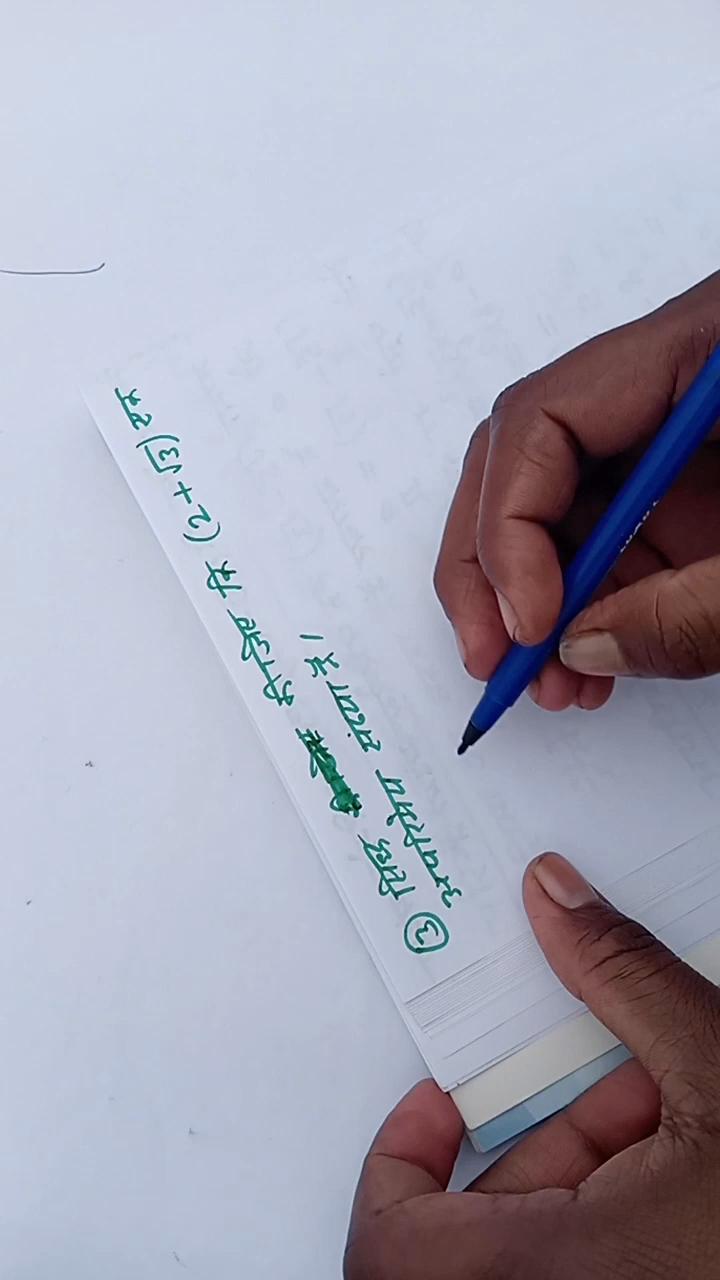 ③ सिद्ध कीजिए कि (2+√3) एक
अपरिमेय संख्या है।